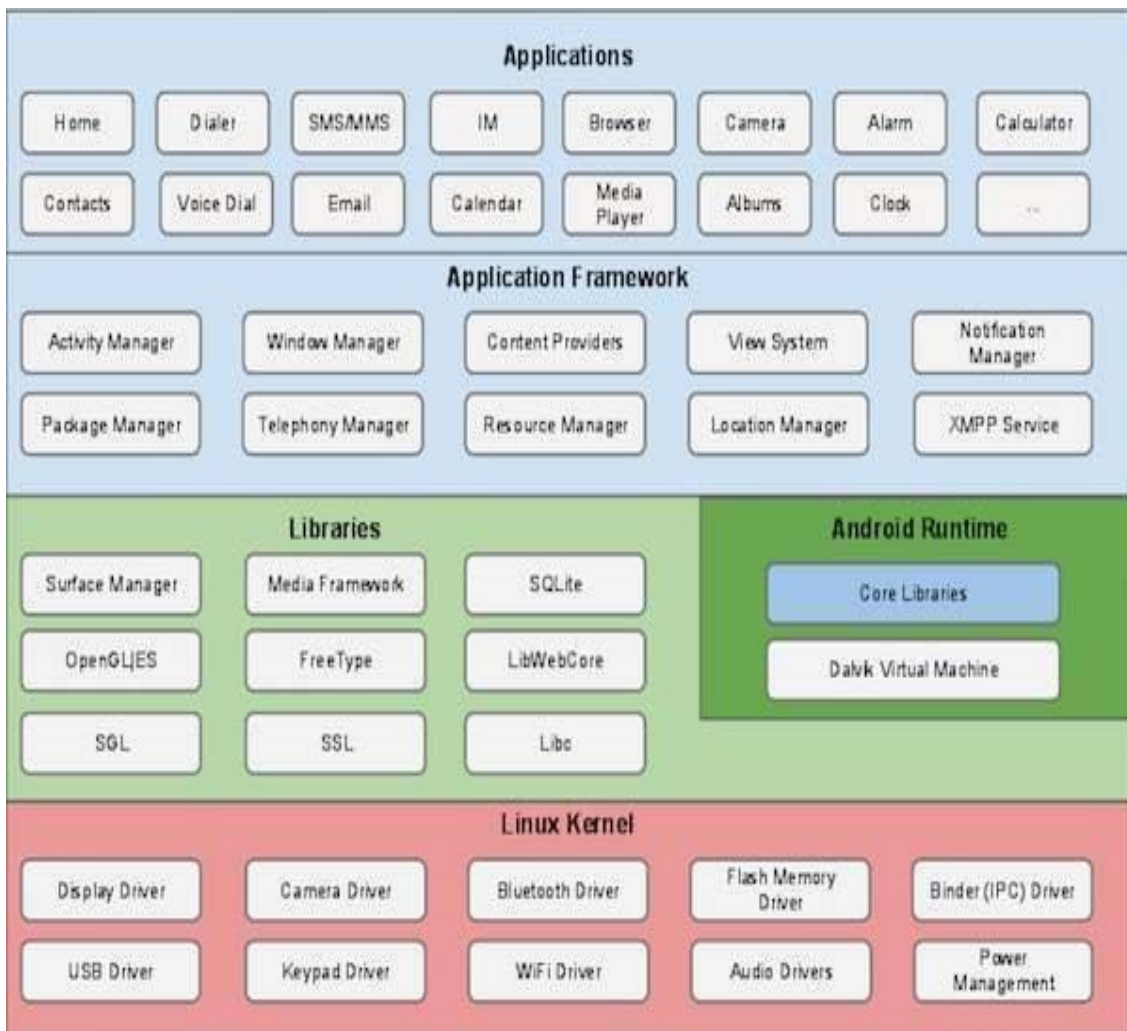 Applications
Home
Dialer
SMS/MMS
IM
Browser
Camera
Alarm
Calculator
Contacts
Voice Dial
Email
Calendar
Media
Player
Albums
Clock
...
Application Framework
Activity Manager
Window Manager
Content Providers
View System
Notification
Manager
Package Manager
Telephony Manager
Resource Manager
Location Manager
XMPP Service
Libraries
Surface Manager
Media Framework
SQLite
OpenGL|ES
FreeType
LibWebCore
SGL
SSL
Libc
Android Runtime
Core Libraries
Dalvik Virtual Machine
Linux Kernel
Display Driver
Camera Driver
Bluetooth Driver
Flash Memory
Driver
Binder (IPC) Driver
USB Driver
Keypad Driver
WiFi Driver
Audio Drivers
Power
Management